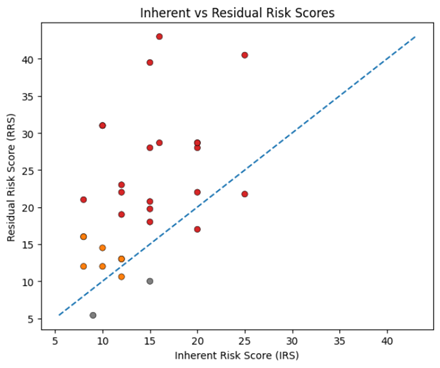 Inherent vs Residual Risk Scores
Residual Risk Score (RRS)
40
35
30
25
20
15
10
5
5 10 15 20 25 30 35 40
Inherent Risk Score (IRS)